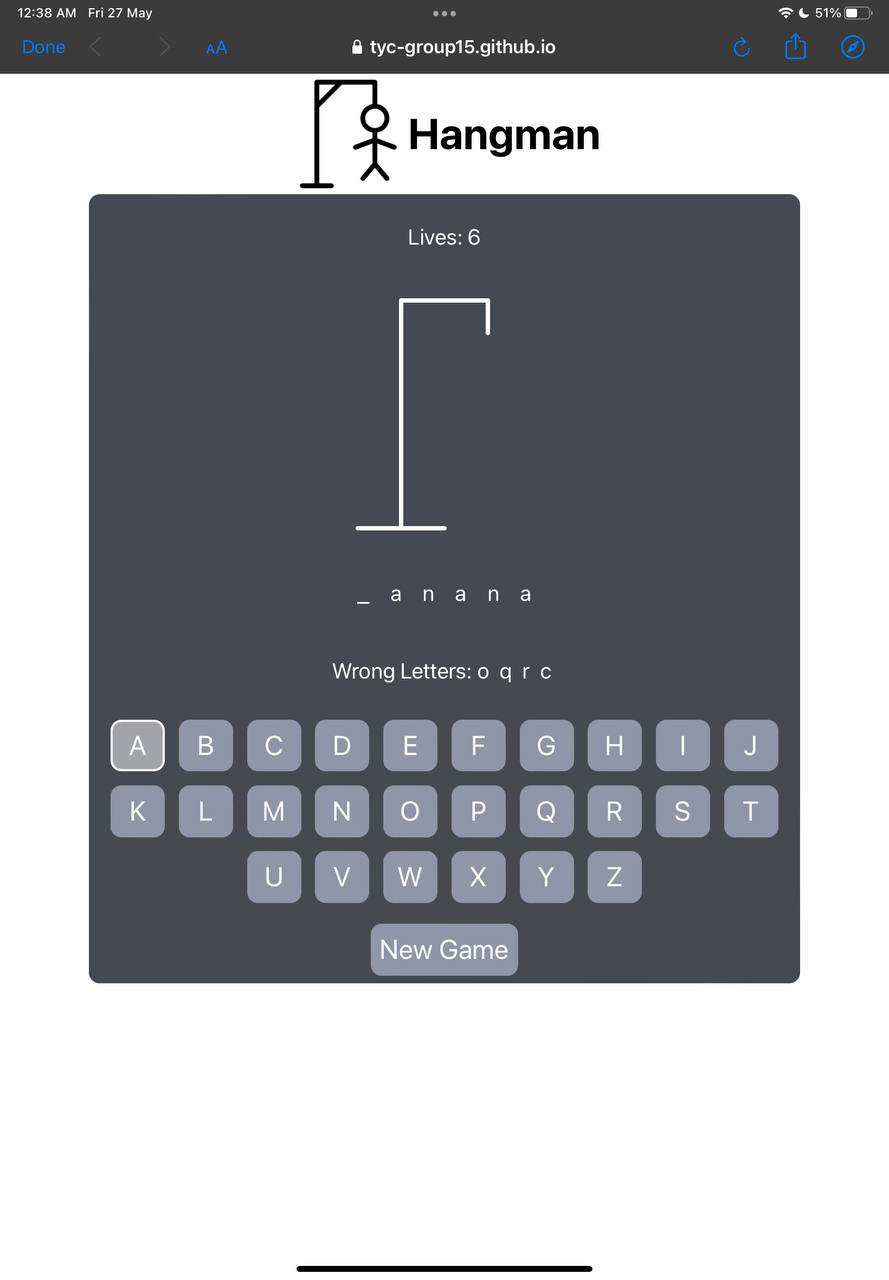 12:38 AM Fri 27 May 51%
Done AA tyc-group15.github.io
Hangman
Lives: 6
_ a n a n a
Wrong Letters: o q r c
A B C D E F G H I J
K L M N O P Q R S T
U V W X Y Z
New Game